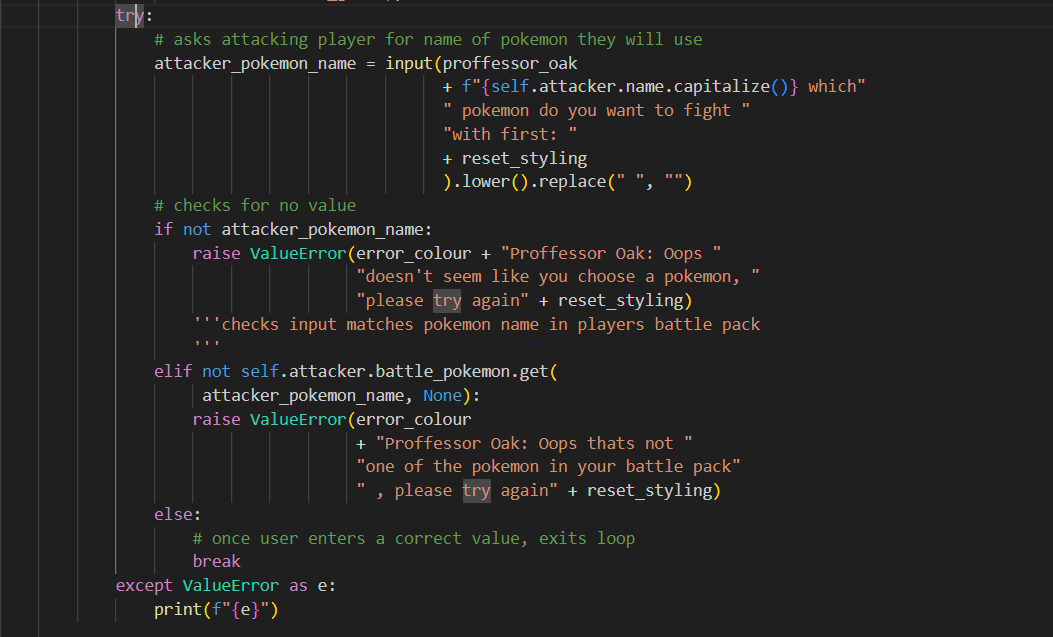 try:
# asks attacking player for name of pokemon they will use
attacker_pokemon_name = input(proffessor_oak
+ f"{self.attacker.name.capitalize()} which"
" pokemon do you want to fight "
"with first: "
+ reset_styling
).lower().replace(" ", "")
# checks for no value
if not attacker_pokemon_name:
raise ValueError(error_colour + "Proffessor Oak: Oops "
"doesn't seem like you choose a pokemon, "
"please try again" + reset_styling)
'''checks input matches pokemon name in players battle pack
'''
elif not self.attacker.battle_pokemon.get(
attacker_pokemon_name, None):
raise ValueError(error_colour
+ "Proffessor Oak: Oops thats not "
"one of the pokemon in your battle pack"
" , please try again" + reset_styling)
else:
# once user enters a correct value, exits loop
break
except ValueError as e:
print(f"{e}")